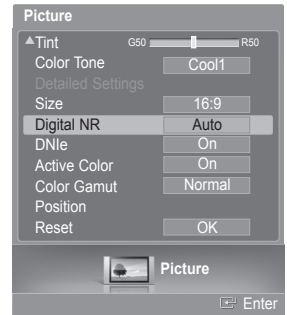 Picture
▲Tint G50 R50
Color Tone Cool1
Detailed Settings
Size 16:9
Digital NR Auto
DNIe On
Active Color On
Color Gamut Normal
Position
Reset OK
Picture
Enter